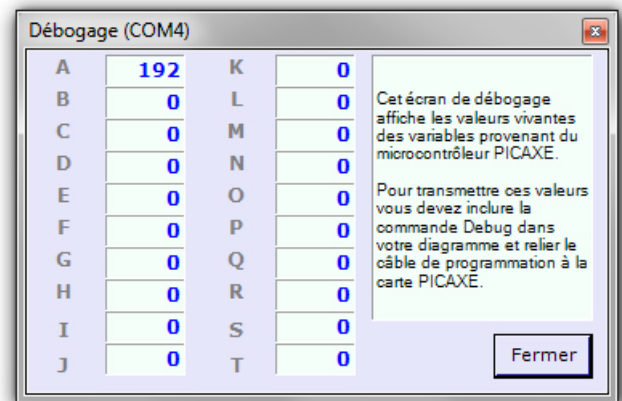 Débogage (COM4)
A 192 K 0
B 0 L 0
C 0 M 0
D 0 N 0
E 0 O 0
F 0 P 0
G 0 Q 0
H 0 R 0
I 0 S 0
J 0 T 0
Cet écran de débogage
affiche les valeurs vivantes
des variables provenant du
microcontrôleur PICAXE.
Pour transmettre ces valeurs
vous devez inclure la
commande Debug dans
votre diagramme et relier le
câble de programmation à la
carte PICAXE.
Fermer